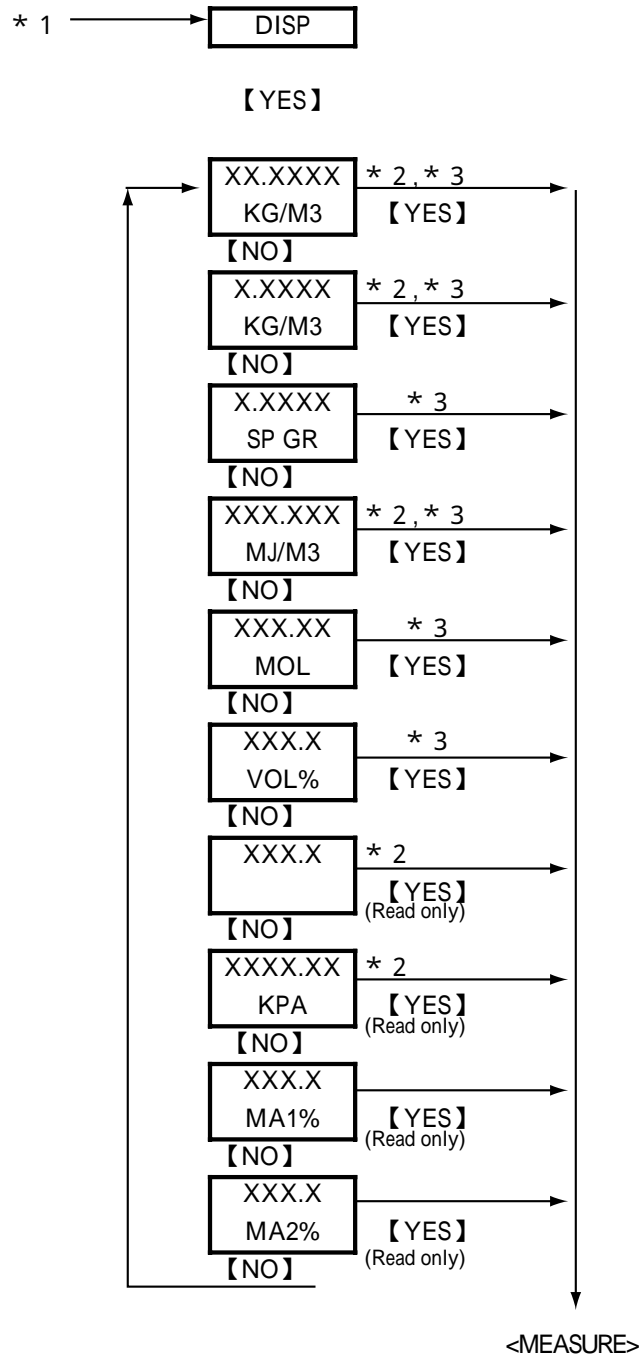 * 1 DISP
【YES】
XX.XXXX * 2,* 3
KG/M3 【YES】
【NO】
X.XXXX * 2,* 3
KG/M3 【YES】
【NO】
X.XXXX * 3
SP GR 【YES】
【NO】
XXX.XXX * 2,* 3
MJ/M3 【YES】
【NO】
XXX.XX * 3
MOL 【YES】
【NO】
XXX.X * 3
VOL% 【YES】
【NO】
XXX.X * 2
【YES】
(Read only)
【NO】
XXXX.XX * 2
KPA 【YES】
(Read only)
【NO】
XXX.X
MA1% 【YES】
(Read only)
【NO】
XXX.X
MA2% 【YES】
(Read only)
【NO】
<MEASURE>